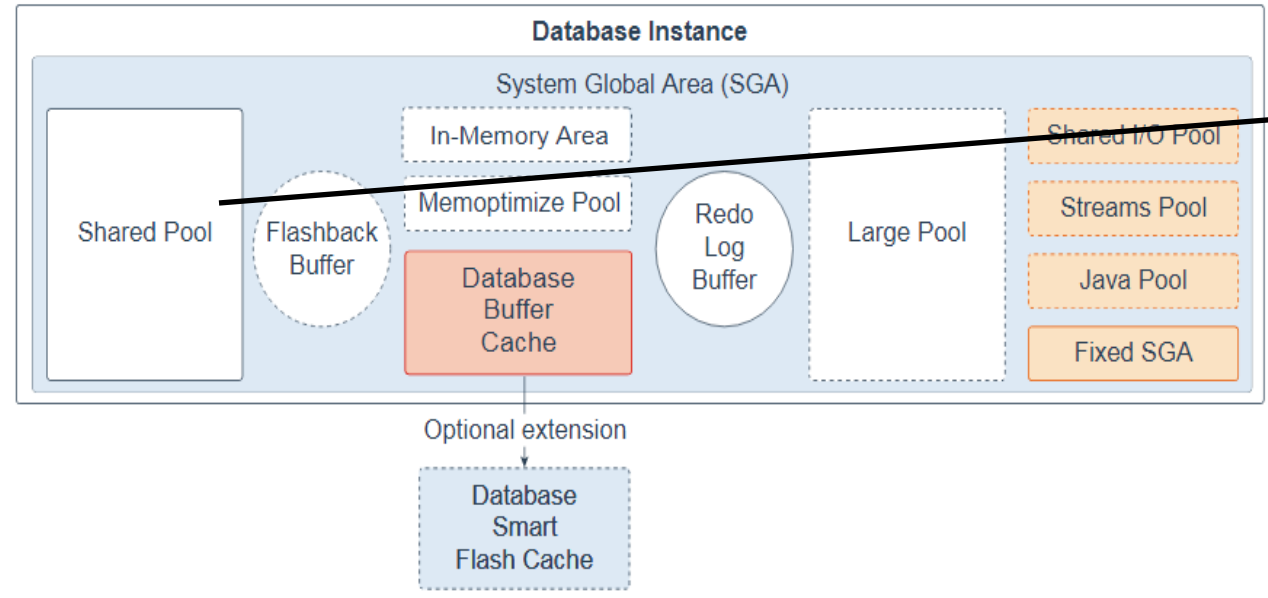 Database Instance
System Global Area (SGA)
Shared Pool
Flashback
Buffer
In-Memory Area
Memoptimize Pool
Database
Buffer
Cache
Redo
Log
Buffer
Large Pool
Shared I/O Pool
Streams Pool
Java Pool
Fixed SGA
Optional extension
Database
Smart
Flash Cache